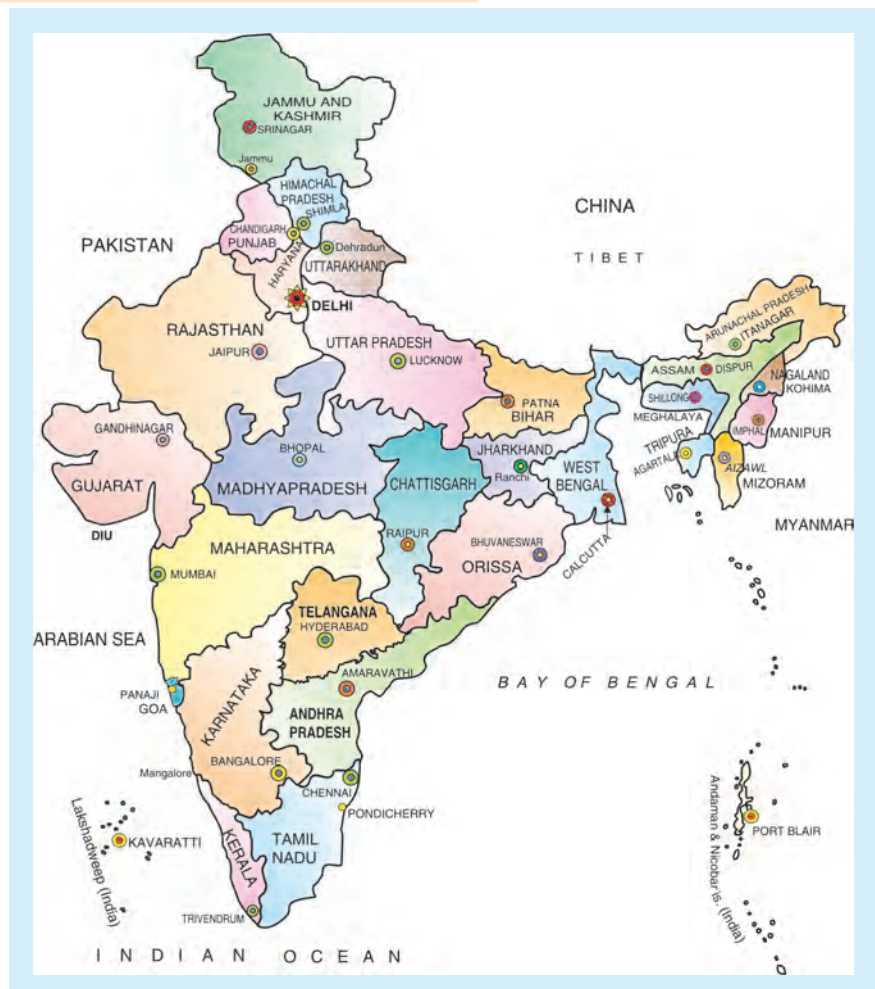 JAMMU AND
KASHMIR
SRINAGAR
Jammu
HIMACHAL
PRADESH
SHIMLA
CHANDIGARH
PUNJAB
HARYANA
Dehradun
UTTARAKHAND
CHINA
TIBET
PAKISTAN
DELHI
RAJASTHAN
JAIPUR
UTTAR PRADESH
LUCKNOW
ARUNACHAL PRADESH
ITANAGAR
ASSAM
DISPUR
NAGALAND
KOHIMA
SHILLONG
MEGHALAYA
IMPHAL
MANIPUR
TRIPURA
AGARTALA
AIZAWL
MIZORAM
MYANMAR
PATNA
BIHAR
GANDHINAGAR
GUJARAT
DIU
BHOPAL
MADHYAPRADESH
CHATTISGARH
RAIPUR
JHARKHAND
Ranchi
WEST
BENGAL
CALCUTTA
BHUVANESWAR
ORISSA
MAHARASHTRA
MUMBAI
TELANGANA
HYDERABAD
ARABIAN SEA
AMARAVATHI
ANDHRA
PRADESH
BAY OF BENGAL
PANAJI
GOA
KARNATAKA
BANGALORE
Mangalore
CHENNAI
PONDICHERRY
TAMIL
NADU
KERALA
TRIVENDRUM
Lakshadweep (India)
KAVARATTI
Andaman & Nicobar is. (India)
PORT BLAIR
INDIAN OCEAN